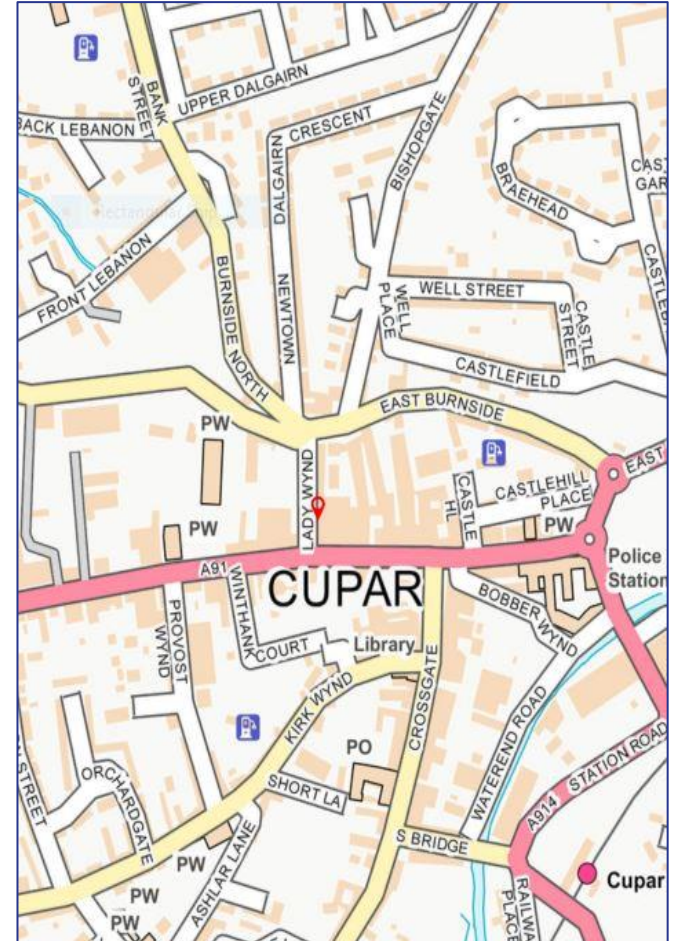 BANK STREET
UPPER DALGAIRN
BACK LEBANON
DALGAIRN CRESCENT
BISHOPGATE
BRAEHEAD
FRONT LEBANON
BURNSIDE NORTH
NEWTOWN
WELL PLACE
WELL STREET
CASTLE STREET
CASTLEFIELD
EAST BURNSIDE
PW
LADY WYND
PW
CASTLE HL
CASTLEHILL PLACE
EAST
PW
Police Station
A91
CUPAR
WINTHANK COURT
PROVOST WYND
BOBBER WYND
Library
KIRK WYND
CROSSGATE
WATEREND ROAD
PO
SHORT LA
ORCHARDGATE
STREET
A914
STATION ROAD
S BRIDGE
ASHLAR LANE
PW
PW
PW
RAILWAY PLACE
Cupar